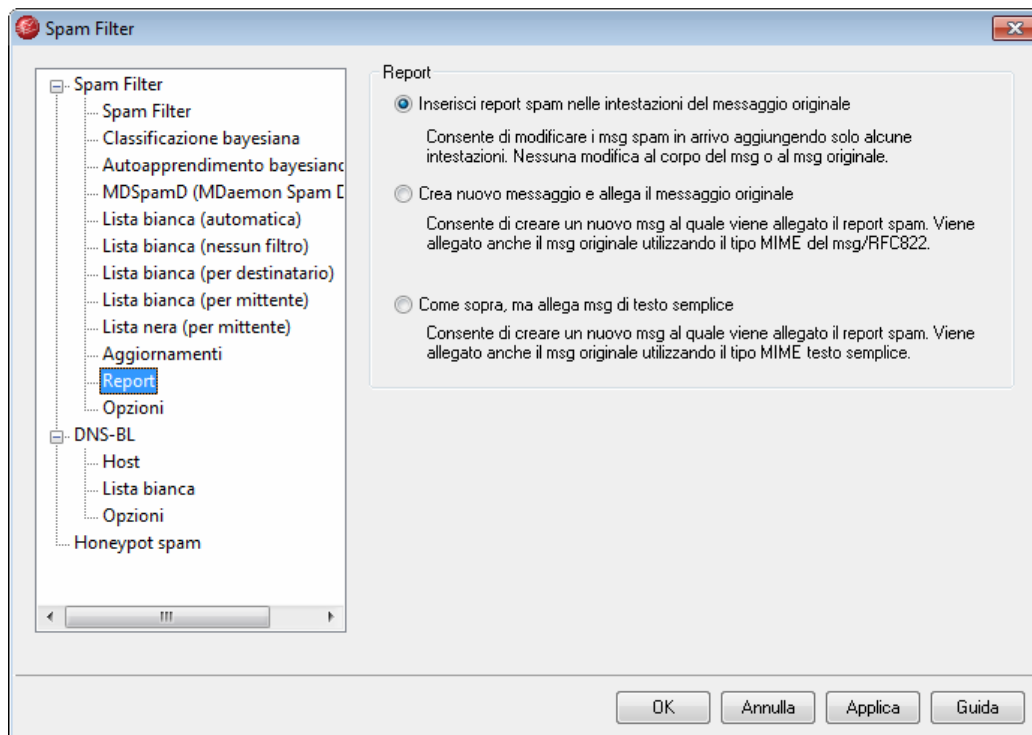 Spam Filter
Spam Filter
Spam Filter
Classificazione bayesiana
Autoapprendimento bayesianc
MDSpamD (MDaemon Spam D
Lista bianca (automatica)
Lista bianca (nessun filtro)
Lista bianca (per destinatario)
Lista bianca (per mittente)
Lista nera (per mittente)
Aggiornamenti
Report
Opzioni
DNS-BL
Host
Lista bianca
Opzioni
Honeypot spam
Report
Inserisci report spam nelle intestazioni del messaggio originale
Consente di modificare i msg spam in arrivo aggiungendo solo alcune
intestazioni. Nessuna modifica al corpo del msg o al msg originale.
Crea nuovo messaggio e allega il messaggio originale
Consente di creare un nuovo msg al quale viene allegato il report spam. Viene
allegato anche il msg originale utilizzando il tipo MIME del msg/RFC822.
Come sopra, ma allega msg di testo semplice
Consente di creare un nuovo msg al quale viene allegato il report spam. Viene
allegato anche il msg originale utilizzando il tipo MIME testo semplice.
OK
Annulla
Applica
Guida